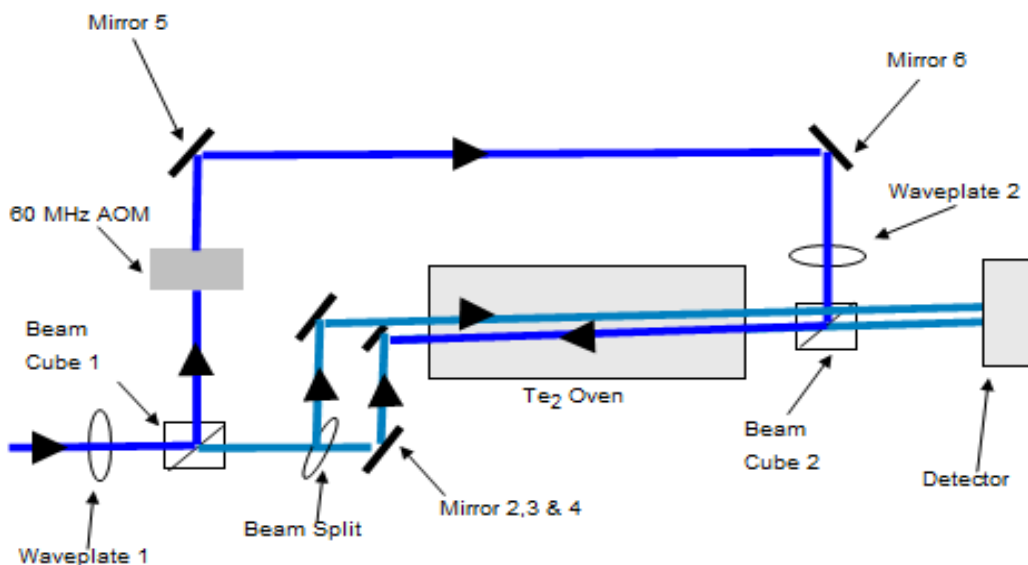 Mirror 5
Mirror 6
Waveplate 2
60 MHz AOM
Beam
Cube 1
Te₂ Oven
Beam
Cube 2
Detector
Mirror 2,3 & 4
Beam Split
Waveplate 1